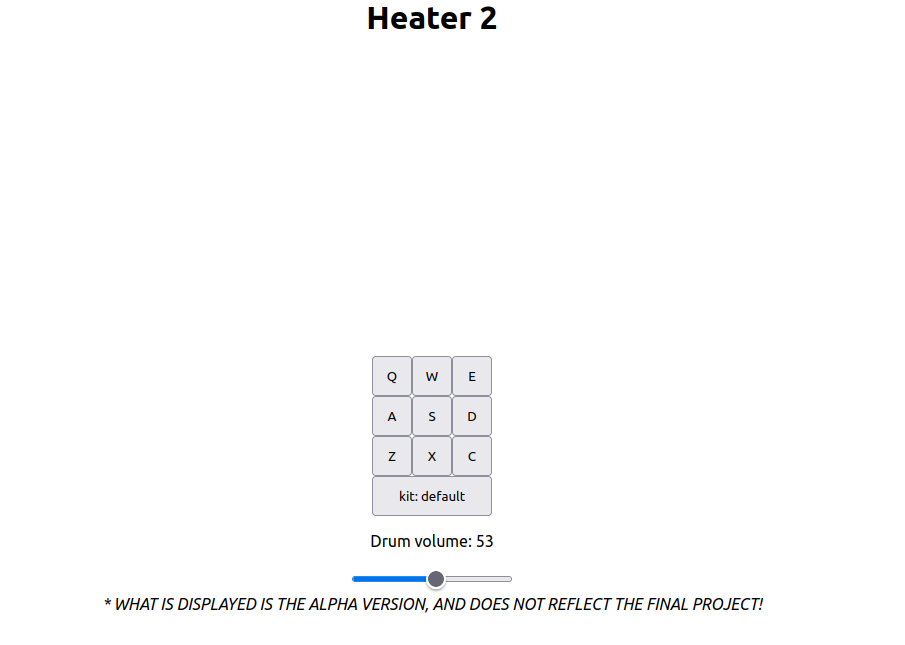 Heater 2
Q W E
A S D
Z X C
kit: default
Drum volume: 53
* WHAT IS DISPLAYED IS THE ALPHA VERSION, AND DOES NOT REFLECT THE FINAL PROJECT!